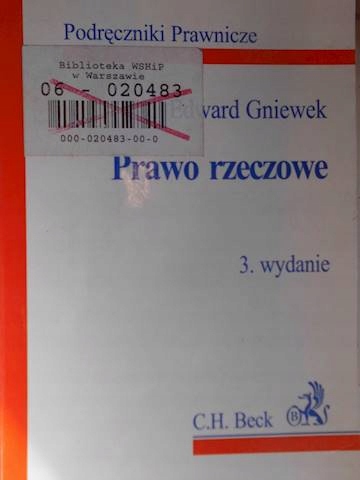 Podręczniki Prawnicze
Biblioteka WSHiP
w Warszawie
06 - 020483
000-020483-00-0
Edward Gniewek
Prawo rzeczowe
3. wydanie
C.H. Beck
B